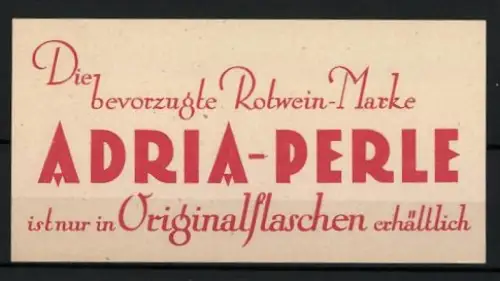 Die
bevorzugte Rotwein-Marke
ADRIA-PERLE
ist nur in Originalflaschen erhältlich